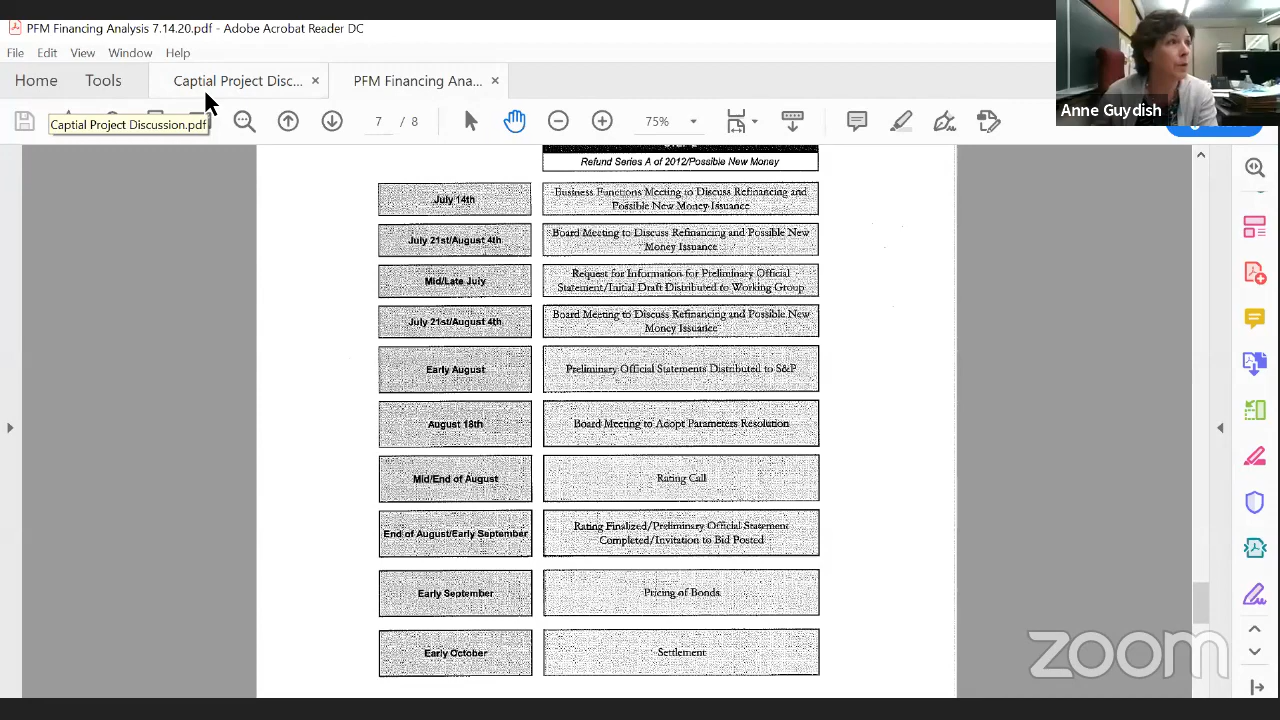 PFM Financing Analysis 7.14.20.pdf - Adobe Acrobat Reader DC
File Edit View Window Help
Home Tools Captial Project Disc... × PFM Financing Ana... ×
Anne Guydish
Captial Project Discussion.pdf
7 / 8 75%
Refund Series A of 2012/Possible New Money
July 14th
Business Functions Meeting to Discuss Refinancing and
Possible New Money Issuance
July 21st/August 4th
Board Meeting to Discuss Refinancing and Possible New
Money Issuance
Mid/Late July
Request for Information for Preliminary Official
Statement/Initial Draft Distributed to Working Group
July 21st/August 4th
Board Meeting to Discuss Refinancing and Possible New
Money Issuance
Early August
Preliminary Official Statements Distributed to S&P
August 18th
Board Meeting to Adopt Parameters Resolution
Mid/End of August
Rating Call
End of August/Early September
Rating Finalized/Preliminary Official Statement
Completed/Invitation to Bid Posted
Early September
Pricing of Bonds
Early October
Settlement
zoom